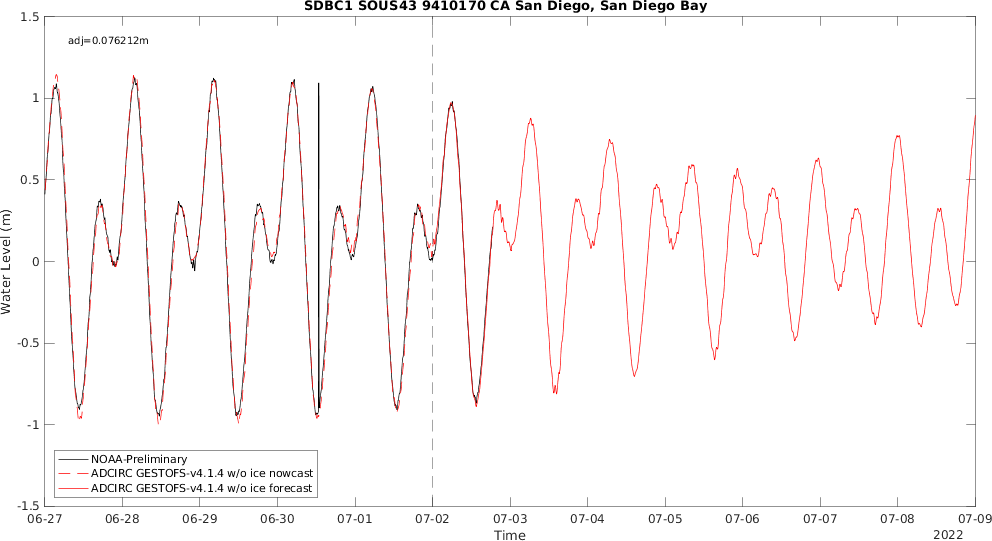 SDBC1 SOUS43 9410170 CA San Diego, San Diego Bay
adj=0.076212m
1.5
1
0.5
0
-0.5
-1
-1.5
Water Level (m)
NOAA-Preliminary
ADCIRC GESTOFS-v4.1.4 w/o ice nowcast
ADCIRC GESTOFS-v4.1.4 w/o ice forecast
06-27 06-28 06-29 06-30 07-01 07-02 07-03 07-04 07-05 07-06 07-07 07-08 07-09
Time
2022